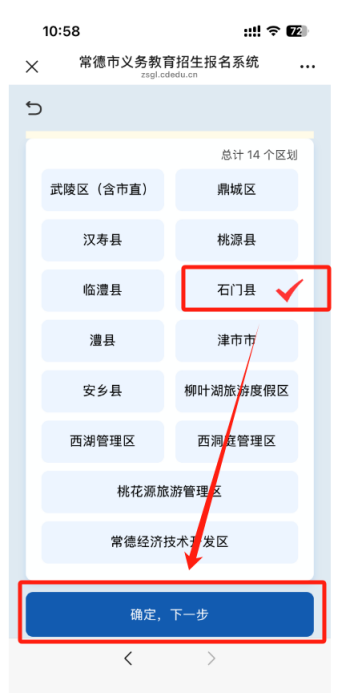 10:58
72
常德市义务教育招生报名系统
zsgl.cdedu.cn
总计 14 个区划
武陵区（含市直） 鼎城区
汉寿县 桃源县
临澧县 石门县
澧县 津市市
安乡县 柳叶湖旅游度假区
西湖管理区 西洞庭管理区
桃花源旅游管理区
常德经济技术开发区
确定，下一步